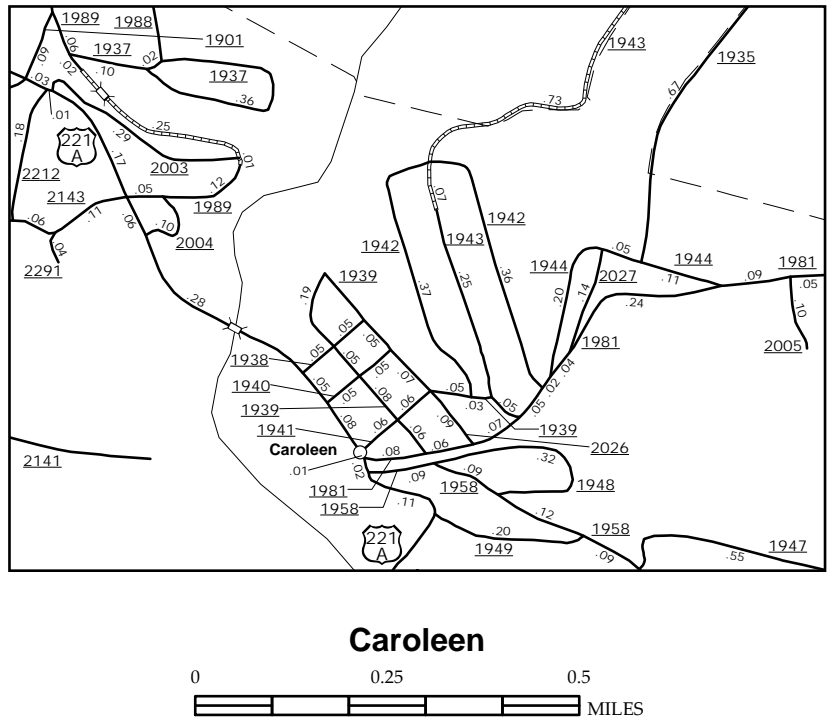 1989 1988
1901
1943
.06 1937 .02
1935
.09
.02 .10 1937
.03 .36
.73 .67
.01
.18 .29 .25
221
A
.17 .01
2003
2212 .12
2143 .05 1989
.07
.06 .11 .06 .10
2004
.04
2291
1942 1943 1942
1939
.05
1944 2027 1944 1981
.11 .09 .05
.19 .28
.37 .25 .36
.20 .14 .24 .10
1938 .05 .05 .05
.05
1981 2005
1940 .05 .05 .05 .07
.04
.02
1939 .08 .06 .05
.03 .05 .05
1941 .08 .06 .06 .09 .07 1939
Caroleen .08 .06 2026
.01 .02
.32
2141
1981 .09 .09
1958 1958 1948
.11
.12
221
A
.20 1958
1949 .09 1947
.55
Caroleen
0 0.25 0.5
MILES